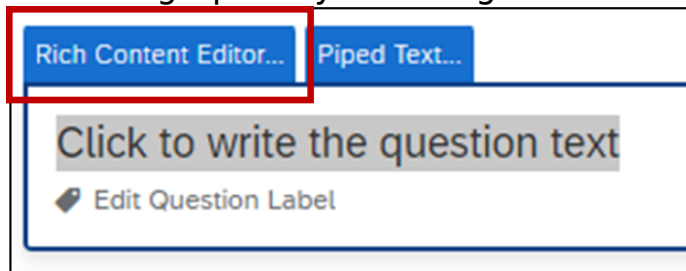 Rich Content Editor... Piped Text...
Click to write the question text
Edit Question Label